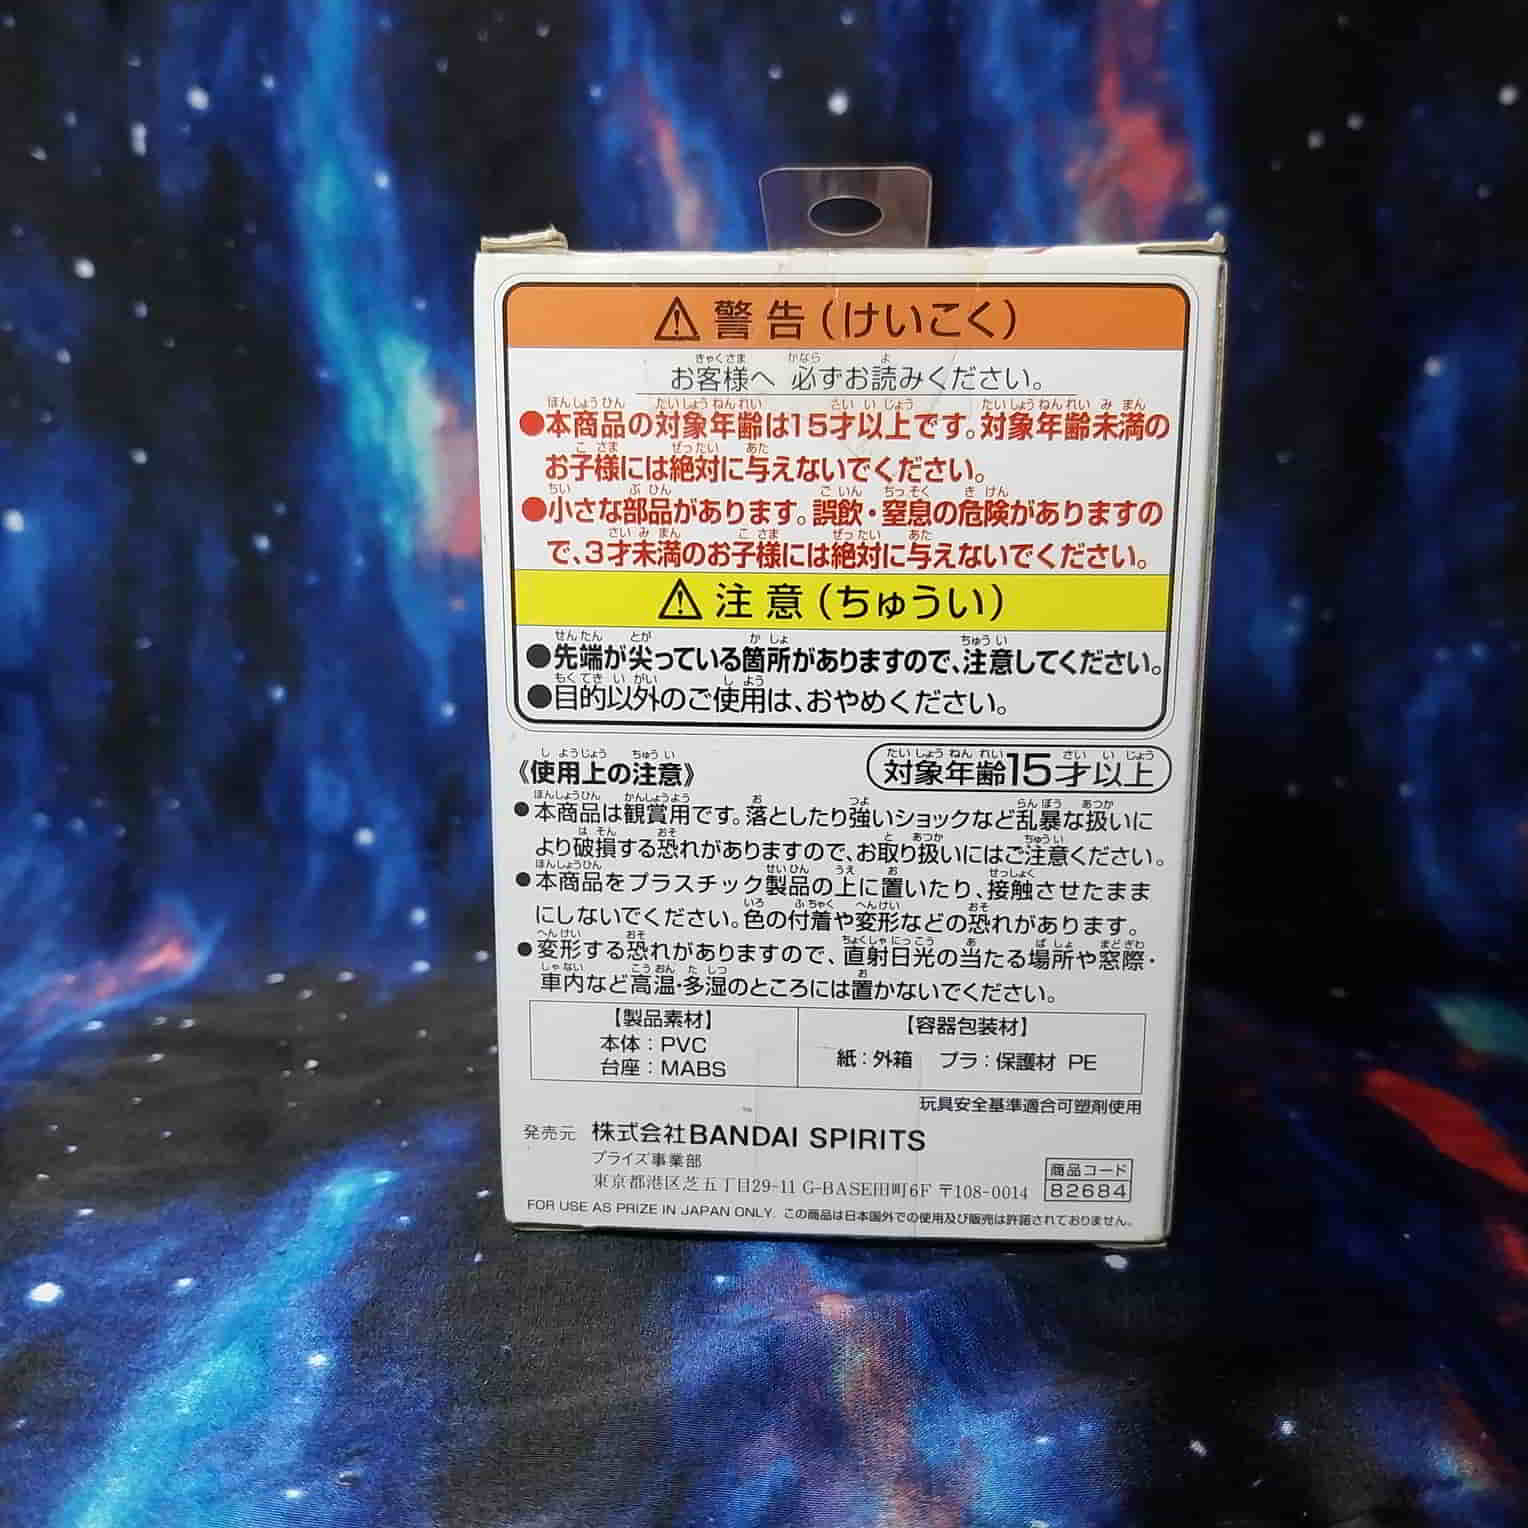 ⚠警告(けいこく)
お客様へ 必ずお読みください。
●本商品の対象年齢は15才以上です。対象年齢未満の
お子様には絶対に与えないでください。
●小さな部品があります。誤飲・窒息の危険がありますの
で、3才未満のお子様には絶対に与えないでください。
⚠注意(ちゅうい)
●先端が尖っている箇所がありますので、注意してください。
●目的以外のご使用は、おやめください。
《使用上の注意》
対象年齢15才以上
●本商品は観賞用です。落としたり強いショックなど乱暴な扱いに
より破損する恐れがありますので、お取り扱いにはご注意ください。
●本商品をプラスチック製品の上に置いたり、接触させたまま
にしないでください。色の付着や変形などの恐れがあります。
●変形する恐れがありますので、直射日光の当たる場所や窓際・
車内など高温・多湿のところには置かないでください。
【製品素材】
本体：PVC
台座：MABS
【容器包装材】
紙：外箱 プラ：保護材 PE
玩具安全基準適合可塑剤使用
発売元 株式会社BANDAI SPIRITS
プライズ事業部
東京都港区芝五丁目29-11 G-BASE田町6F 〒108-0014
商品コード
82684
FOR USE AS PRIZE IN JAPAN ONLY. この商品は日本国外での使用及び販売は許諾されておりません。